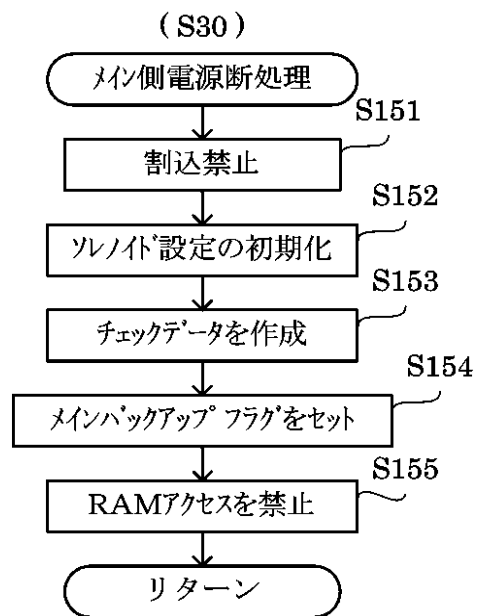 (S30)
メイン側電源断処理
S151
割込禁止
S152
ソレノイド設定の初期化
S153
チェックデータを作成
S154
メインバックアップフラグをセット
S155
RAMアクセスを禁止
リターン